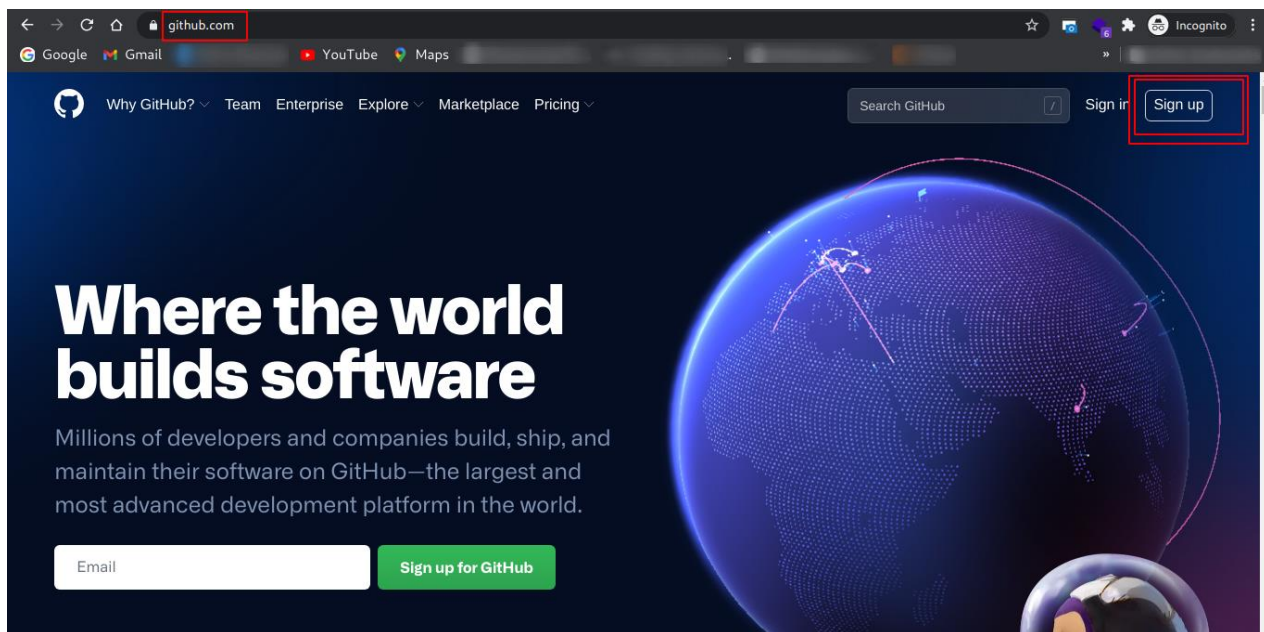 github.com
6
Incognito
Google Gmail YouTube Maps »
Why GitHub? Team Enterprise Explore Marketplace Pricing
Search GitHub /
Sign in Sign up
Where the world
builds software
Millions of developers and companies build, ship, and
maintain their software on GitHub—the largest and
most advanced development platform in the world.
Email
Sign up for GitHub